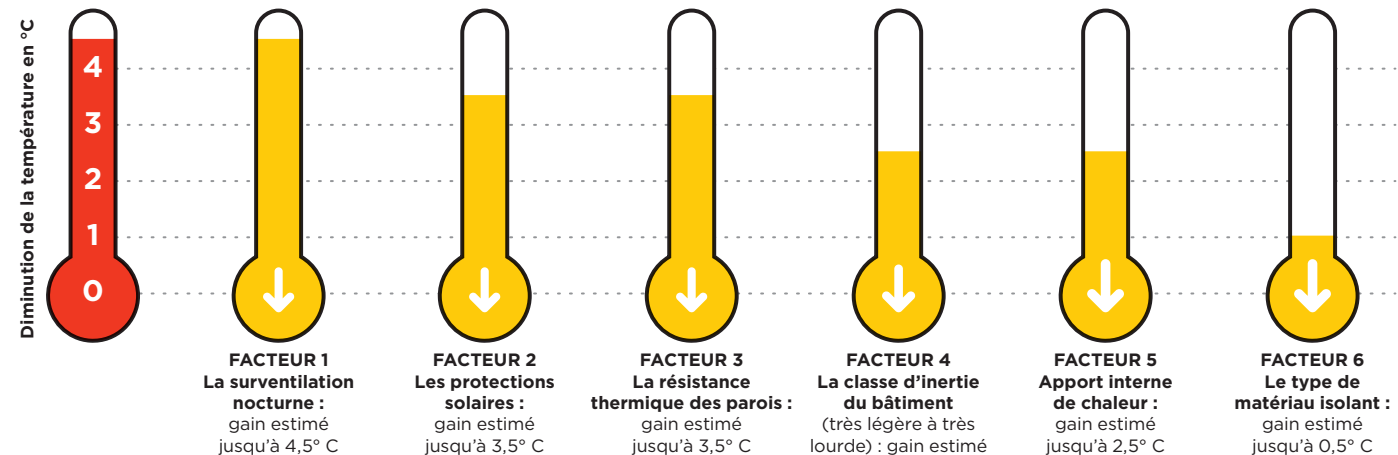 Diminution de la température en °C
4
3
2
1
0
FACTEUR 1
La surventilation
nocturne :
gain estimé
jusqu’à 4,5° C
FACTEUR 2
Les protections
solaires :
gain estimé
jusqu’à 3,5° C
FACTEUR 3
La résistance
thermique des parois :
gain estimé
jusqu’à 3,5° C
FACTEUR 4
La classe d’inertie
du bâtiment
(très légère à très
lourde) : gain estimé
FACTEUR 5
Apport interne
de chaleur :
gain estimé
jusqu’à 2,5° C
FACTEUR 6
Le type de
matériau isolant :
gain estimé
jusqu’à 0,5° C